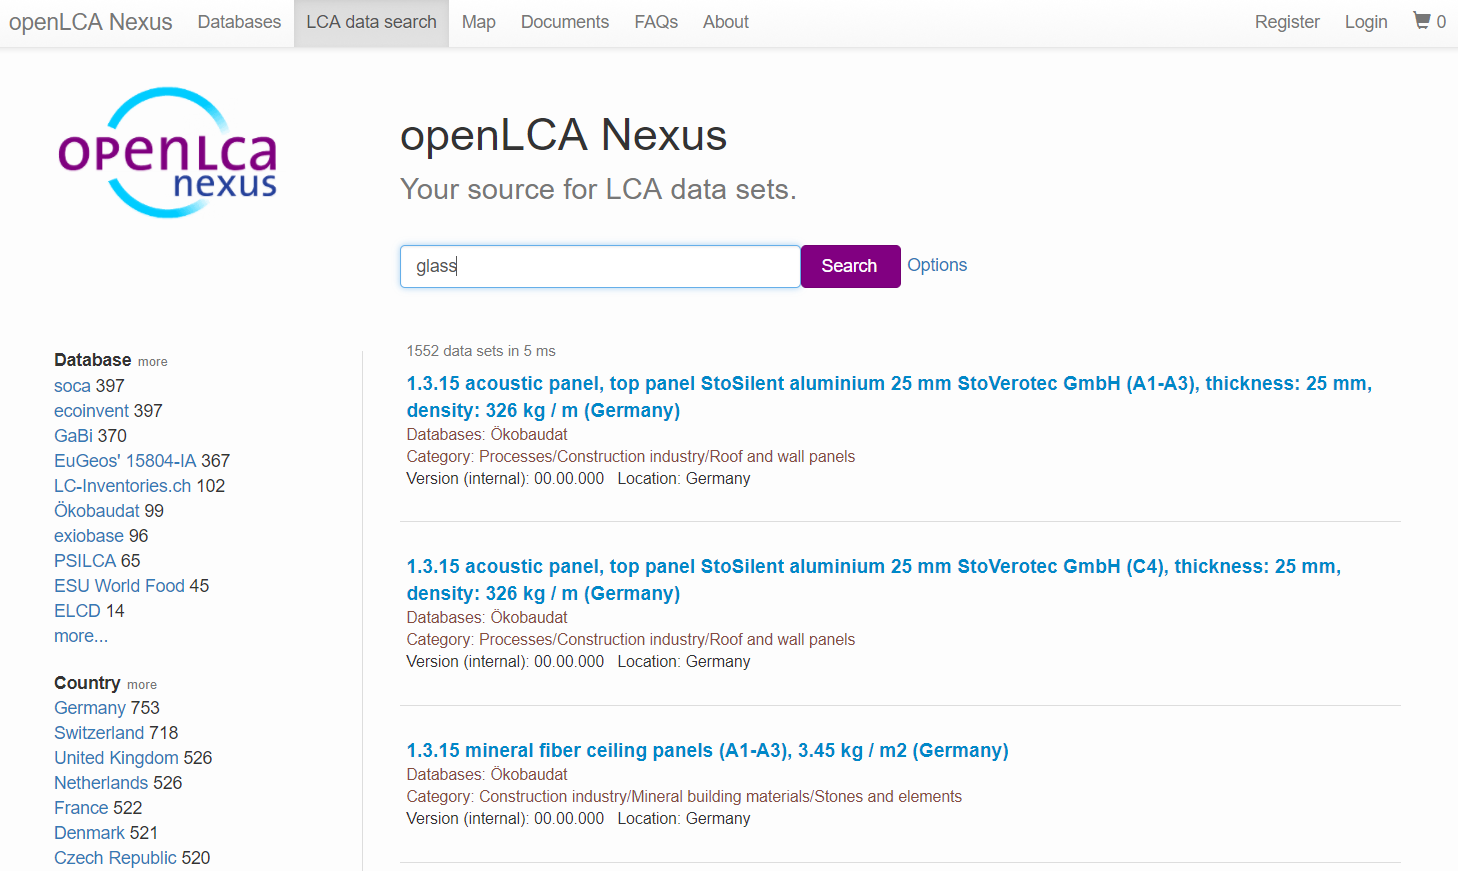 openLCA Nexus Databases LCA data search Map Documents FAQs About Register Login 0
openLca
nexus
openLCA Nexus
Your source for LCA data sets.
glass Search Options
Database more
soca 397
ecoinvent 397
GaBi 370
EuGeos' 15804-IA 367
LC-Inventories.ch 102
Ökobaudat 99
exiobase 96
PSILCA 65
ESU World Food 45
ELCD 14
more...
Country more
Germany 753
Switzerland 718
United Kingdom 526
Netherlands 526
France 522
Denmark 521
Czech Republic 520
1552 data sets in 5 ms
1.3.15 acoustic panel, top panel StoSilent aluminium 25 mm StoVerotec GmbH (A1-A3), thickness: 25 mm,
density: 326 kg / m (Germany)
Databases: Ökobaudat
Category: Processes/Construction industry/Roof and wall panels
Version (internal): 00.00.000 Location: Germany
1.3.15 acoustic panel, top panel StoSilent aluminium 25 mm StoVerotec GmbH (C4), thickness: 25 mm,
density: 326 kg / m (Germany)
Databases: Ökobaudat
Category: Processes/Construction industry/Roof and wall panels
Version (internal): 00.00.000 Location: Germany
1.3.15 mineral fiber ceiling panels (A1-A3), 3.45 kg / m2 (Germany)
Databases: Ökobaudat
Category: Construction industry/Mineral building materials/Stones and elements
Version (internal): 00.00.000 Location: Germany